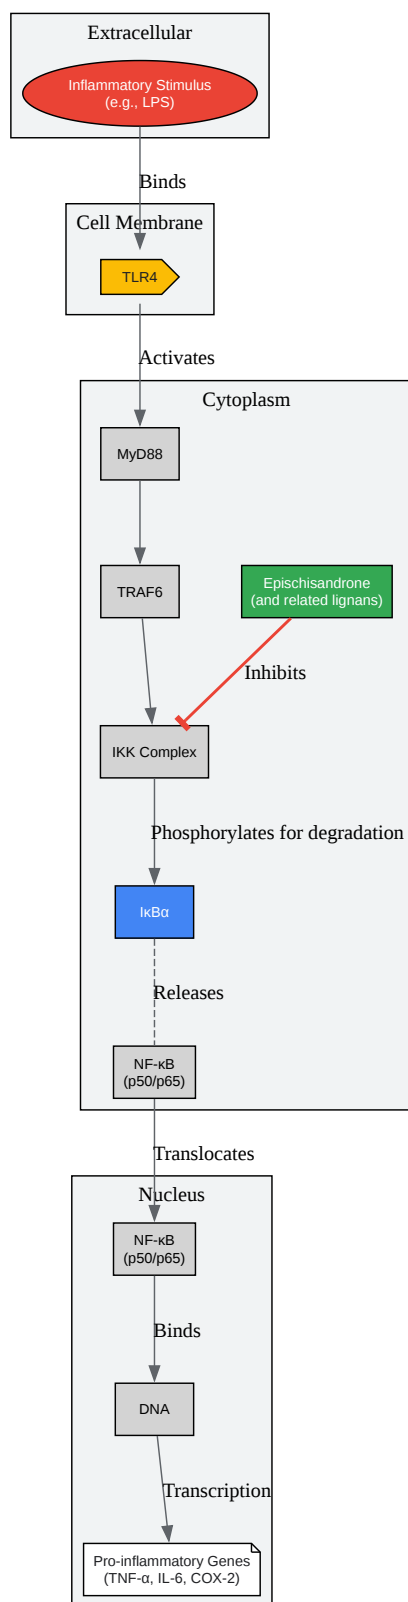 Extracellular
Inflammatory Stimulus
(e.g., LPS)
Binds
Cell Membrane
TLR4
Activates
Cytoplasm
MyD88
TRAF6
Epischisandrone
(and related lignans)
Inhibits
IKK Complex
Phosphorylates for degradation
IκBα
Releases
NF-κB
(p50/p65)
Translocates
Nucleus
NF-κB
(p50/p65)
Binds
DNA
Transcription
Pro-inflammatory Genes
(TNF-α, IL-6, COX-2)